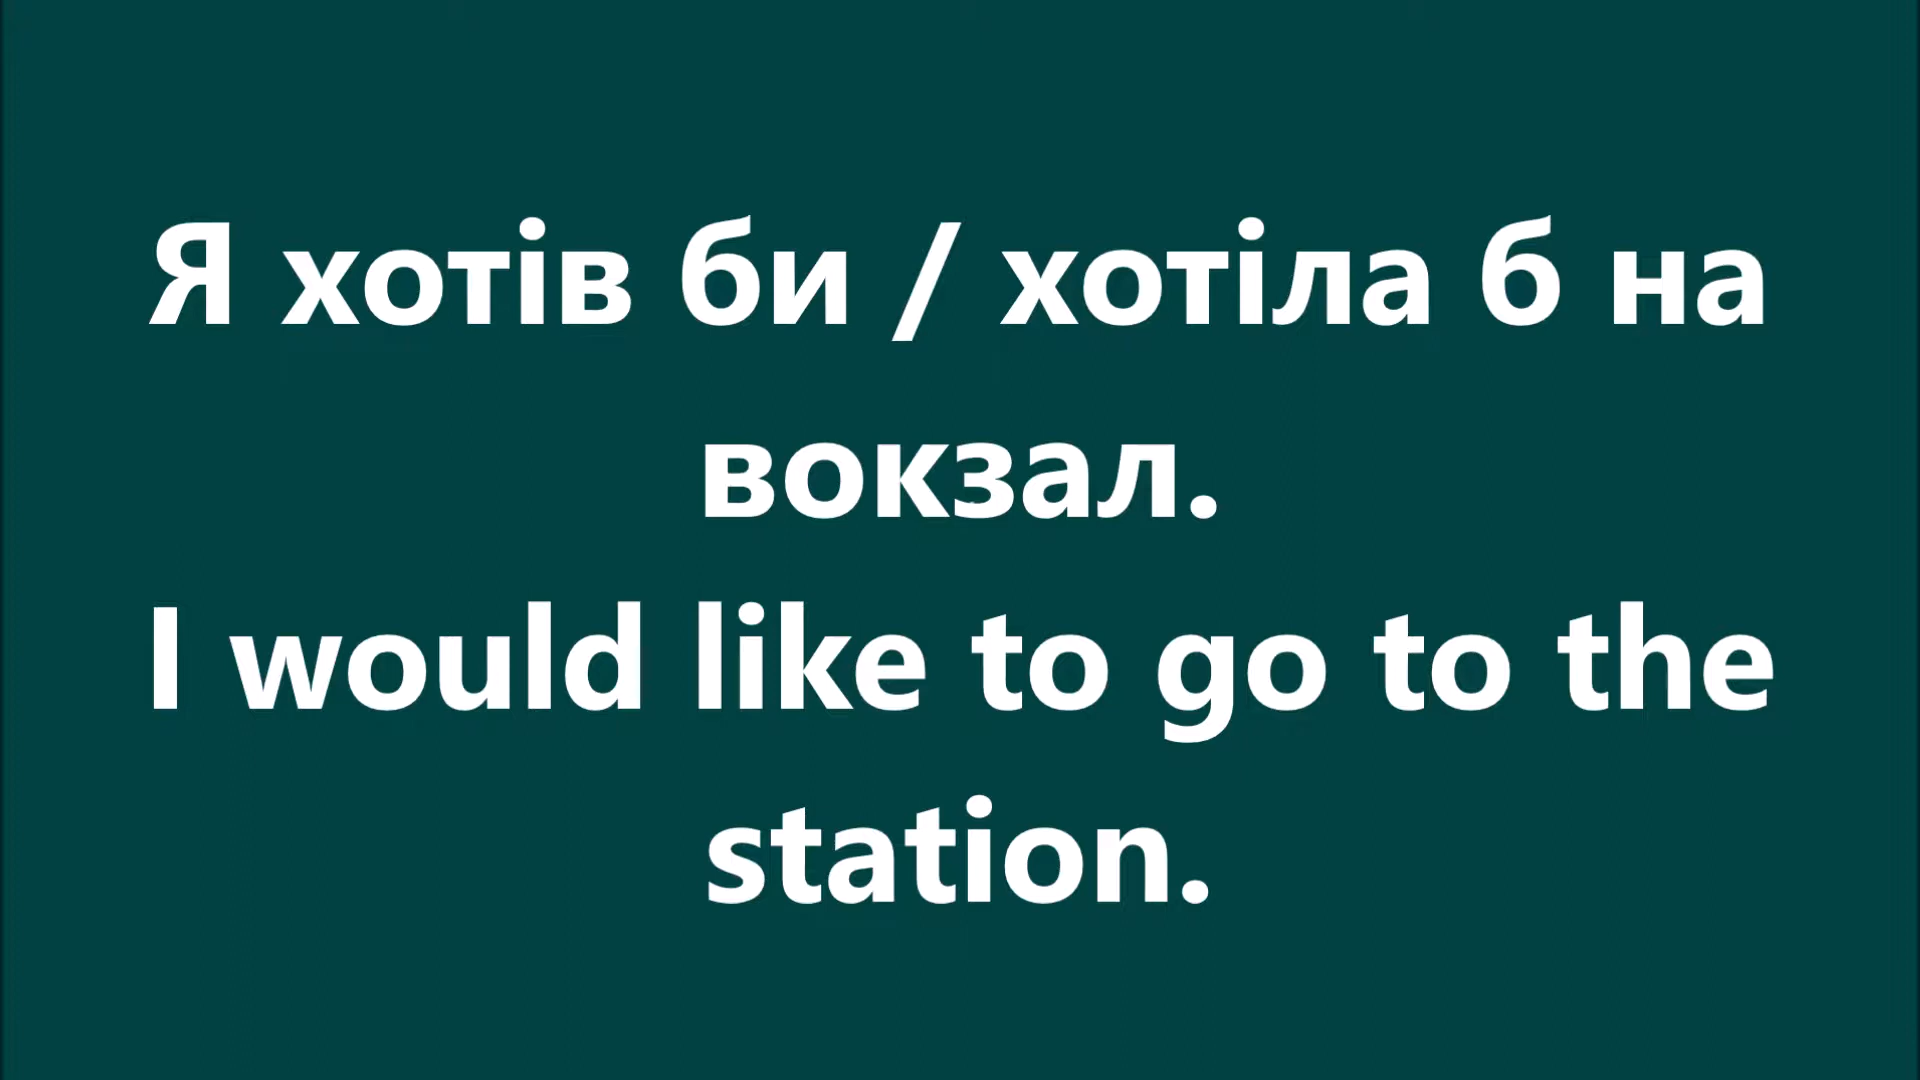 Я хотів би / хотіла б на
вокзал.
I would like to go to the
station.